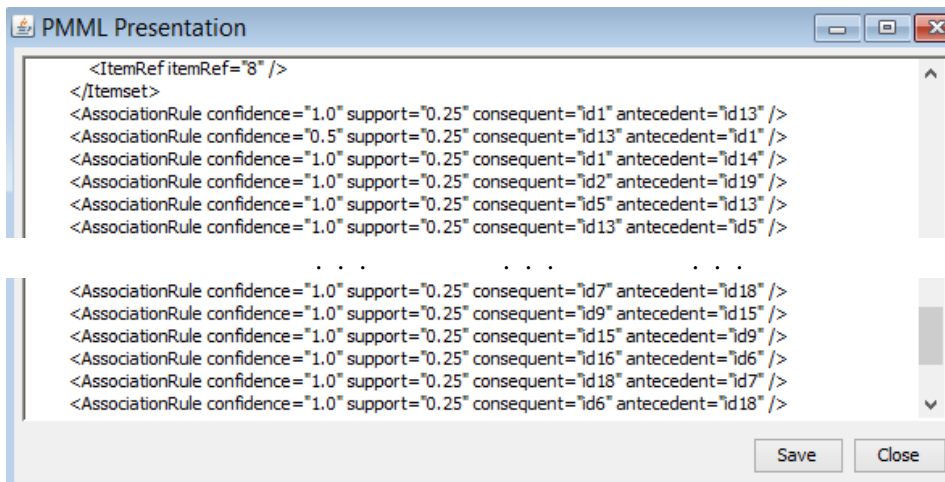 PMML Presentation
<ItemRef itemRef="8" />
</Itemset>
<AssociationRule confidence="1.0" support="0.25" consequent="id1" antecedent="id13" />
<AssociationRule confidence="0.5" support="0.25" consequent="id13" antecedent="id1" />
<AssociationRule confidence="1.0" support="0.25" consequent="id1" antecedent="id14" />
<AssociationRule confidence="1.0" support="0.25" consequent="id2" antecedent="id19" />
<AssociationRule confidence="1.0" support="0.25" consequent="id5" antecedent="id13" />
<AssociationRule confidence="1.0" support="0.25" consequent="id13" antecedent="id5" />
. . . . . . . . .
<AssociationRule confidence="1.0" support="0.25" consequent="id7" antecedent="id18" />
<AssociationRule confidence="1.0" support="0.25" consequent="id9" antecedent="id15" />
<AssociationRule confidence="1.0" support="0.25" consequent="id15" antecedent="id9" />
<AssociationRule confidence="1.0" support="0.25" consequent="id16" antecedent="id6" />
<AssociationRule confidence="1.0" support="0.25" consequent="id18" antecedent="id7" />
<AssociationRule confidence="1.0" support="0.25" consequent="id6" antecedent="id18" />
Save Close